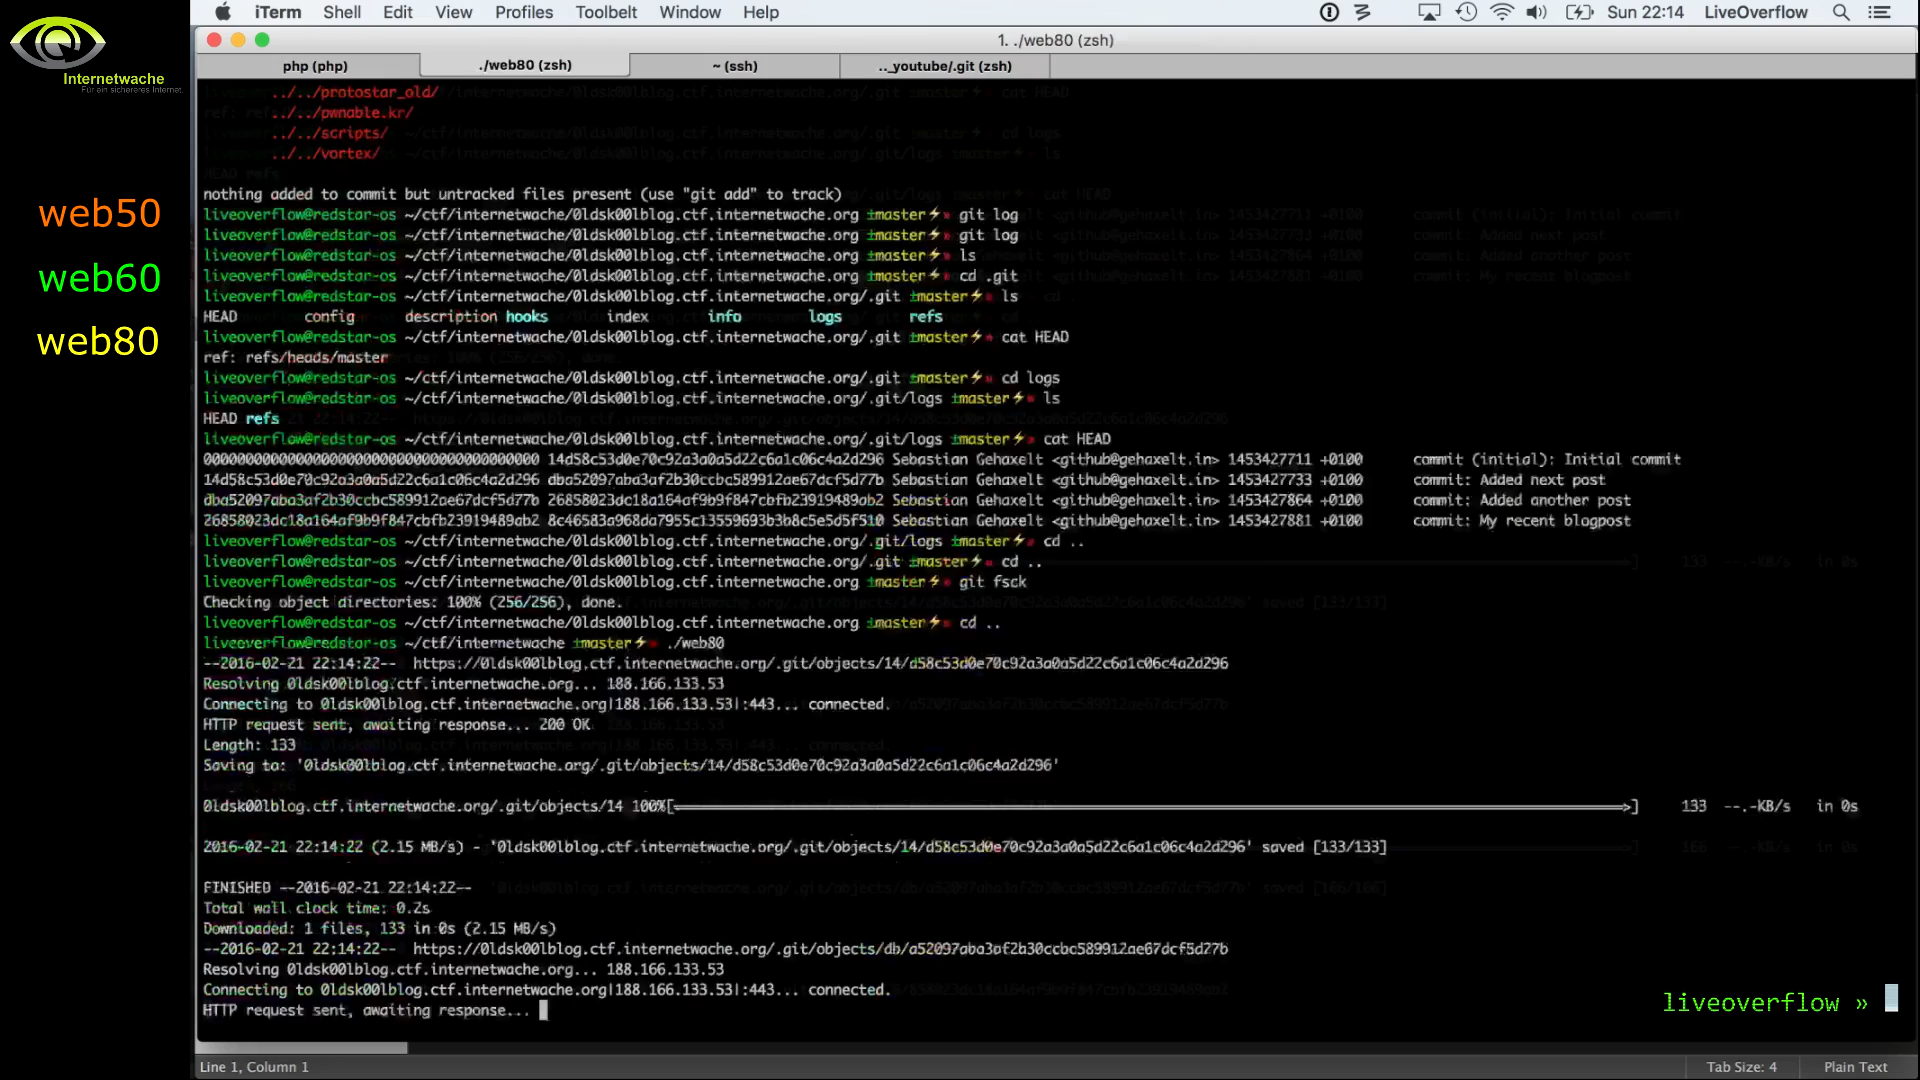 iTerm Shell Edit View Profiles Toolbelt Window Help Sun 22:14 LiveOverflow
1. ./web80 (zsh)
php (php) ./web80 (zsh) ~ (ssh) .._youtube/.git (zsh)
Internetwache
Für ein sichereres Internet.
web50
web60
web80
../../protostar_old/
../../pwnable.kr/
../../scripts/
../../vortex/
nothing added to commit but untracked files present (use "git add" to track)
liveoverflow@redstar-os ~/ctf/internetwache/0ldsk00lblog.ctf.internetwache.org ±master⚡ git log
liveoverflow@redstar-os ~/ctf/internetwache/0ldsk00lblog.ctf.internetwache.org ±master⚡ git log
liveoverflow@redstar-os ~/ctf/internetwache/0ldsk00lblog.ctf.internetwache.org ±master⚡ ls
liveoverflow@redstar-os ~/ctf/internetwache/0ldsk00lblog.ctf.internetwache.org ±master⚡ cd .git
liveoverflow@redstar-os ~/ctf/internetwache/0ldsk00lblog.ctf.internetwache.org/.git ±master⚡ ls
HEAD config description hooks index info logs refs
liveoverflow@redstar-os ~/ctf/internetwache/0ldsk00lblog.ctf.internetwache.org/.git ±master⚡ cat HEAD
ref: refs/heads/master
liveoverflow@redstar-os ~/ctf/internetwache/0ldsk00lblog.ctf.internetwache.org/.git ±master⚡ cd logs
liveoverflow@redstar-os ~/ctf/internetwache/0ldsk00lblog.ctf.internetwache.org/.git/logs ±master⚡ ls
HEAD refs
liveoverflow@redstar-os ~/ctf/internetwache/0ldsk00lblog.ctf.internetwache.org/.git/logs ±master⚡ cat HEAD
0000000000000000000000000000000000000000 14d58c53d0e70c92a3a0a5d22c6a1c06c4a2d296 Sebastian Gehaxelt <github@gehaxelt.in> 1453427711 +0100 commit (initial): Initial commit
14d58c53d0e70c92a3a0a5d22c6a1c06c4a2d296 dba52097aba3af2b30ccbc589912ae67dcf5d77b Sebastian Gehaxelt <github@gehaxelt.in> 1453427733 +0100 commit: Added next post
dba52097aba3af2b30ccbc589912ae67dcf5d77b 26858023dc18a164af9b9f847cbfb23919489ab2 Sebastian Gehaxelt <github@gehaxelt.in> 1453427864 +0100 commit: Added another post
26858023dc18a164af9b9f847cbfb23919489ab2 8c46583a968da7955c13559693b3b8c5e5d5f510 Sebastian Gehaxelt <github@gehaxelt.in> 1453427881 +0100 commit: My recent blogpost
liveoverflow@redstar-os ~/ctf/internetwache/0ldsk00lblog.ctf.internetwache.org/.git/logs ±master⚡ cd ..
liveoverflow@redstar-os ~/ctf/internetwache/0ldsk00lblog.ctf.internetwache.org/.git ±master⚡ cd ..
liveoverflow@redstar-os ~/ctf/internetwache/0ldsk00lblog.ctf.internetwache.org ±master⚡ git fsck
Checking object directories: 100% (256/256), done.
liveoverflow@redstar-os ~/ctf/internetwache/0ldsk00lblog.ctf.internetwache.org ±master⚡ cd ..
liveoverflow@redstar-os ~/ctf/internetwache ±master⚡ ./web80
--2016-02-21 22:14:22-- https://0ldsk00lblog.ctf.internetwache.org/.git/objects/14/d58c53d0e70c92a3a0a5d22c6a1c06c4a2d296
Resolving 0ldsk00lblog.ctf.internetwache.org... 188.166.133.53
Connecting to 0ldsk00lblog.ctf.internetwache.org|188.166.133.53|:443... connected.
HTTP request sent, awaiting response... 200 OK
Length: 133
Saving to: '0ldsk00lblog.ctf.internetwache.org/.git/objects/14/d58c53d0e70c92a3a0a5d22c6a1c06c4a2d296'
0ldsk00lblog.ctf.internetwache.org/.git/objects/14 100%[=====================>] 133 --.-KB/s in 0s
2016-02-21 22:14:22 (2.15 MB/s) - '0ldsk00lblog.ctf.internetwache.org/.git/objects/14/d58c53d0e70c92a3a0a5d22c6a1c06c4a2d296' saved [133/133]
FINISHED --2016-02-21 22:14:22--
Total wall clock time: 0.2s
Downloaded: 1 files, 133 in 0s (2.15 MB/s)
--2016-02-21 22:14:22-- https://0ldsk00lblog.ctf.internetwache.org/.git/objects/db/a52097aba3af2b30ccbc589912ae67dcf5d77b
Resolving 0ldsk00lblog.ctf.internetwache.org... 188.166.133.53
Connecting to 0ldsk00lblog.ctf.internetwache.org|188.166.133.53|:443... connected.
HTTP request sent, awaiting response...
liveoverflow »
Line 1, Column 1 Tab Size: 4 Plain Text